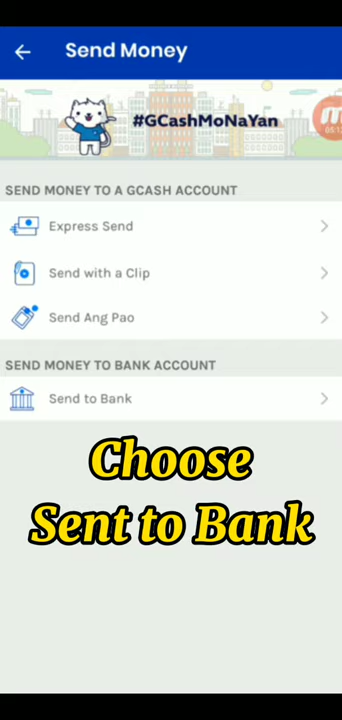 Send Money
#GCashMoNaYan
SEND MONEY TO A GCASH ACCOUNT
Express Send
Send with a Clip
Send Ang Pao
SEND MONEY TO BANK ACCOUNT
Send to Bank
Choose
Sent to Bank